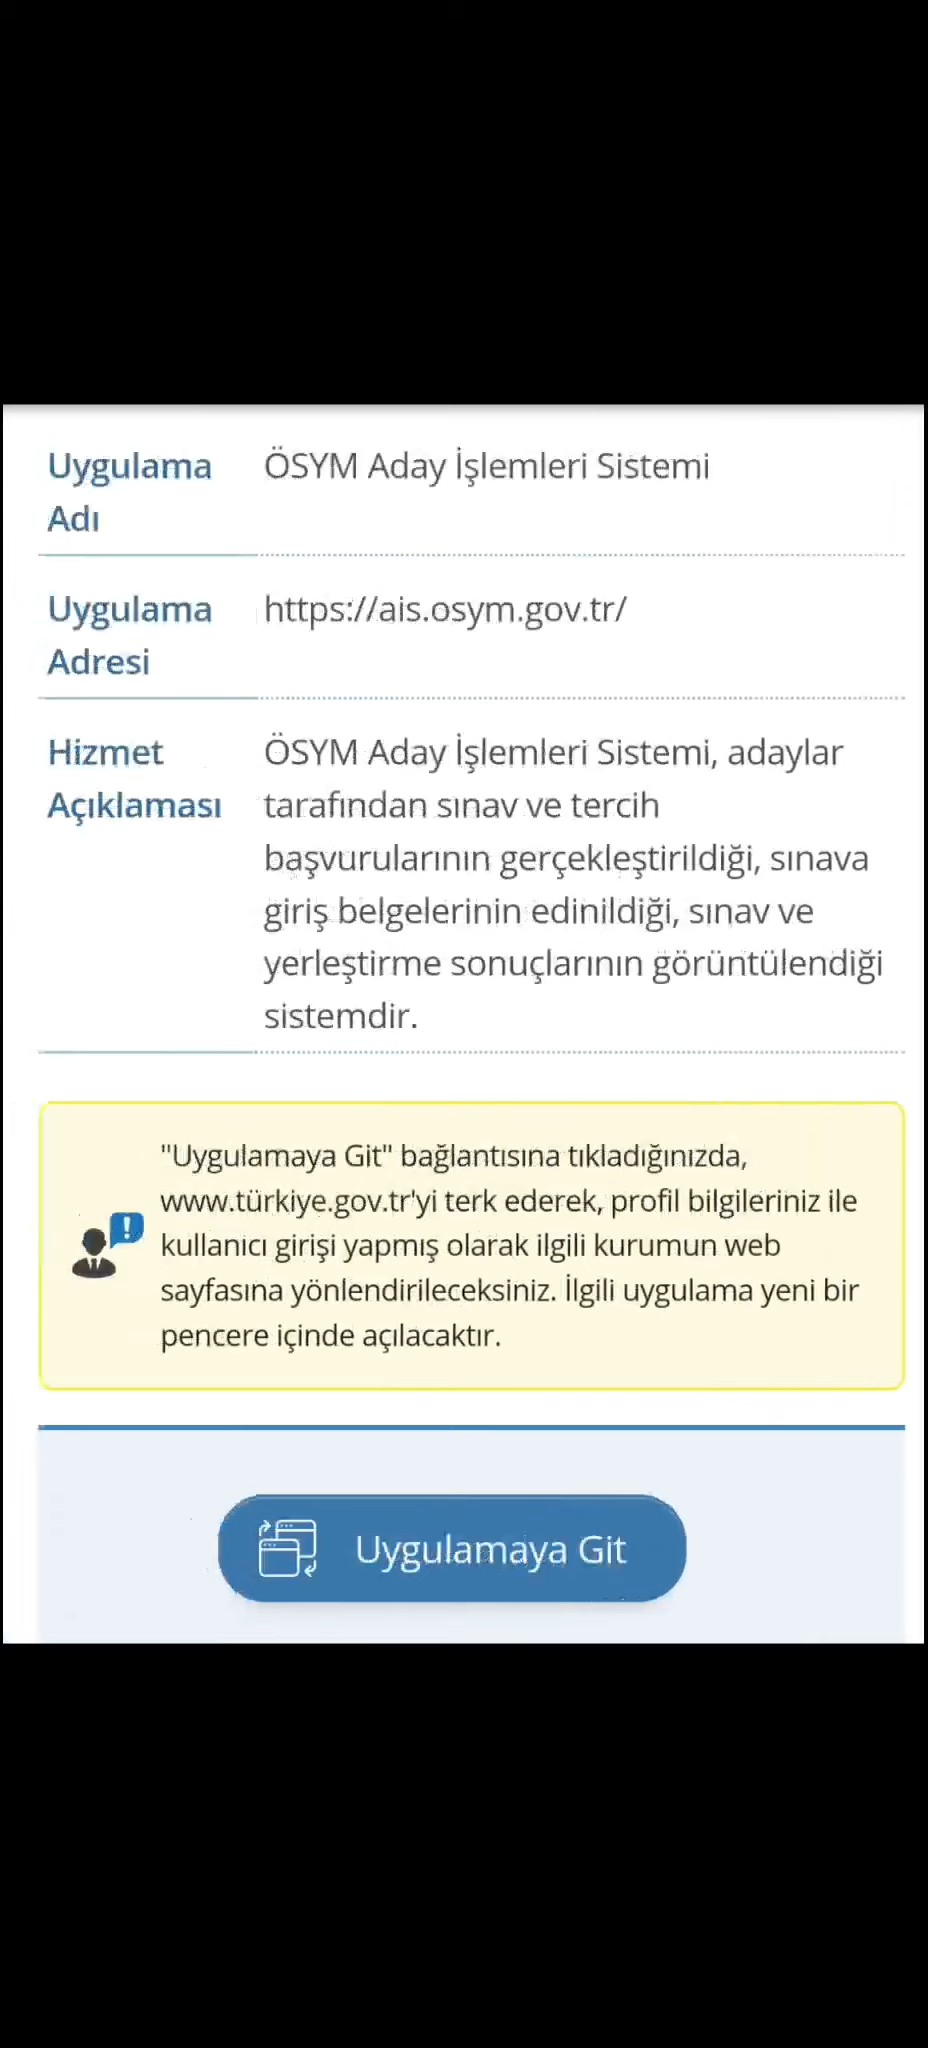 Uygulama Adı
ÖSYM Aday İşlemleri Sistemi
Uygulama Adresi
https://ais.osym.gov.tr/
Hizmet Açıklaması
ÖSYM Aday İşlemleri Sistemi, adaylar
tarafından sınav ve tercih
başvurularının gerçekleştirildiği, sınava
giriş belgelerinin edinildiği, sınav ve
yerleştirme sonuçlarının görüntülendiği
sistemdir.
"Uygulamaya Git" bağlantısına tıkladığınızda,
www.türkiye.gov.tr'yi terk ederek, profil bilgileriniz ile
kullanıcı girişi yapmış olarak ilgili kurumun web
sayfasına yönlendirileceksiniz. İlgili uygulama yeni bir
pencere içinde açılacaktır.
Uygulamaya Git